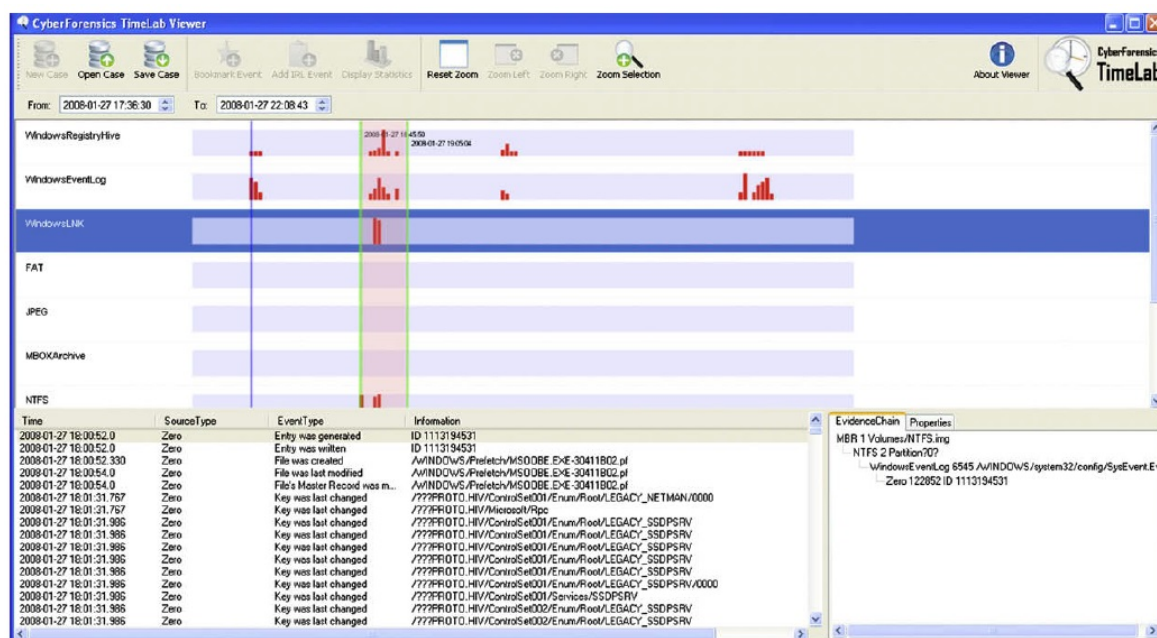 CyberForensics TimeLab Viewer
New Case Open Case Save Case Bookmark Event Add IRL Event Display Statistics Reset Zoom Zoom Left Zoom Right Zoom Selection About Viewer CyberForensics TimeLab
From: 2008-01-27 17:36:30 To: 2008-01-27 22:08:43
WindowsRegistryHive
2008-01-27 18:45:50
2008-01-27 19:05:04
WindowsEventLog
WindowsLNK
FAT
JPEG
MBOXArchive
NTFS
Time SourceType EventType Information
2008-01-27 18:00:52.0 Zero Entry was generated ID 1113194531
2008-01-27 18:00:52.0 Zero Entry was written ID 1113194531
2008-01-27 18:00:52.330 Zero File was created /WINDOWS/Prefetch/MSOOBE.EXE-30411B02.pf
2008-01-27 18:00:54.0 Zero File was last modified /WINDOWS/Prefetch/MSOOBE.EXE-30411B02.pf
2008-01-27 18:00:54.0 Zero File's Master Record was m... /WINDOWS/Prefetch/MSOOBE.EXE-30411B02.pf
2008-01-27 18:01:31.767 Zero Key was last changed /???PROTO.HIV/ControlSet001/Enum/Root/LEGACY_NETMAN/0000
2008-01-27 18:01:31.767 Zero Key was last changed /???PROTO.HIV/Microsoft/Rpc
2008-01-27 18:01:31.986 Zero Key was last changed /???PROTO.HIV/ControlSet001/Enum/Root/LEGACY_SSDPSRV
2008-01-27 18:01:31.986 Zero Key was last changed /???PROTO.HIV/ControlSet001/Enum/Root/LEGACY_SSDPSRV
2008-01-27 18:01:31.986 Zero Key was last changed /???PROTO.HIV/ControlSet001/Enum/Root/LEGACY_SSDPSRV
2008-01-27 18:01:31.986 Zero Key was last changed /???PROTO.HIV/ControlSet001/Enum/Root/LEGACY_SSDPSRV
2008-01-27 18:01:31.986 Zero Key was last changed /???PROTO.HIV/ControlSet001/Enum/Root/LEGACY_SSDPSRV/0000
2008-01-27 18:01:31.986 Zero Key was last changed /???PROTO.HIV/ControlSet001/Services/SSDPSRV
2008-01-27 18:01:31.986 Zero Key was last changed /???PROTO.HIV/ControlSet002/Enum/Root/LEGACY_SSDPSRV
2008-01-27 18:01:31.986 Zero Key was last changed /???PROTO.HIV/ControlSet002/Enum/Root/LEGACY_SSDPSRV
EvidenceChain Properties
MBR 1 Volumes/NTFS.img
NTFS 2 Partition?0?
WindowsEventLog 6545 /WINDOWS/system32/config/SysEvent.Ev
Zero 122852 ID 1113194531